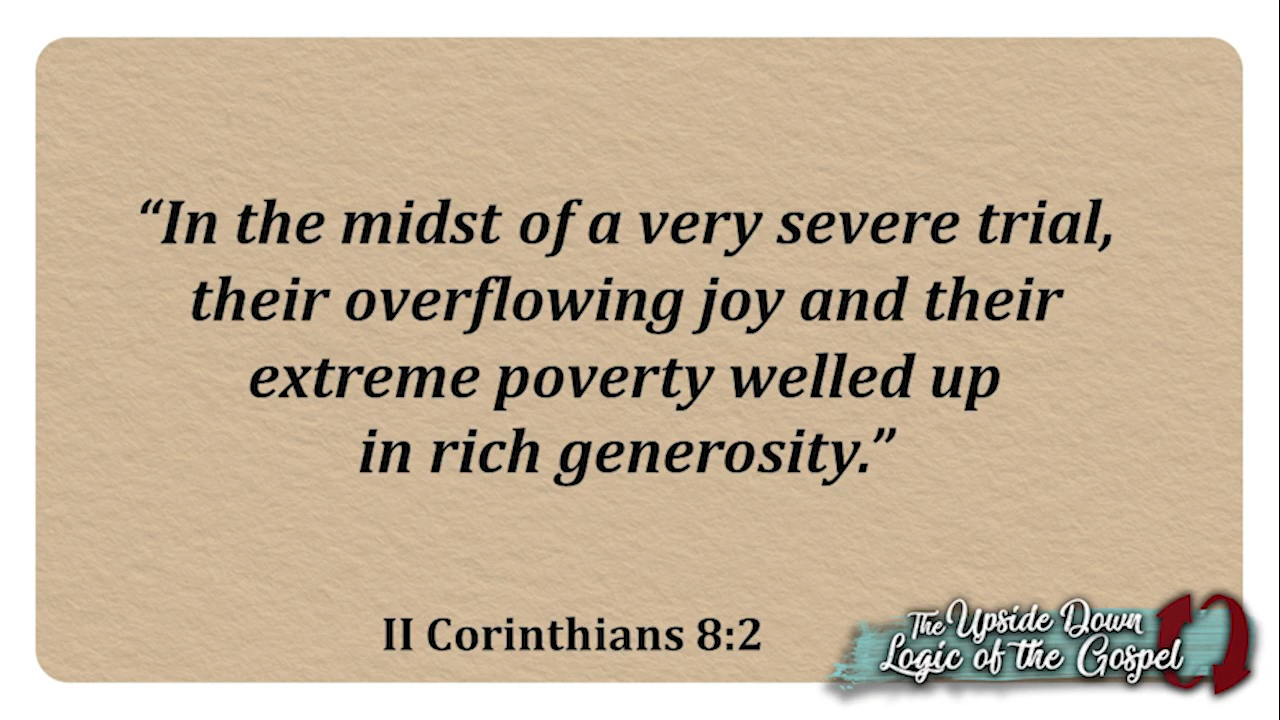 “In the midst of a very severe trial,
their overflowing joy and their
extreme poverty welled up
in rich generosity.”
II Corinthians 8:2
The Upside Down
Logic of the Gospel